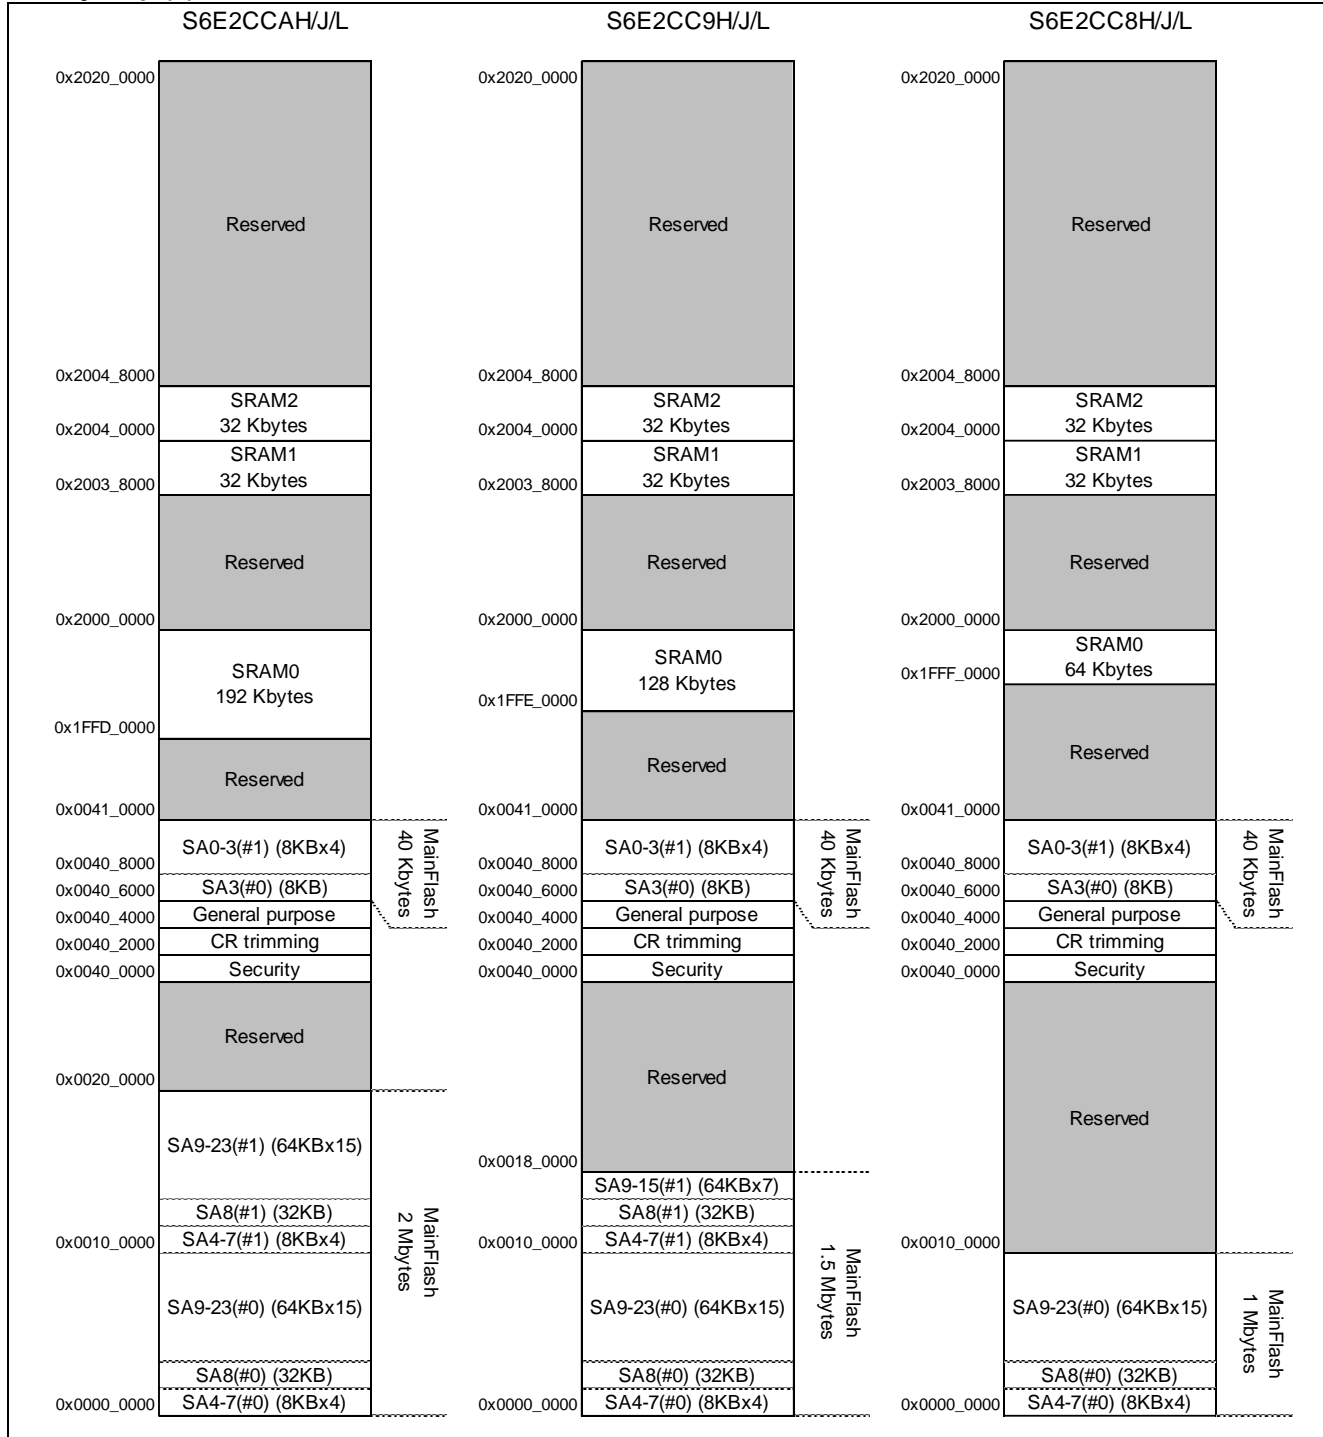 S6E2CCAH/J/L
0x2020_0000
Reserved
0x2004_8000
SRAM2
32 Kbytes
0x2004_0000
SRAM1
32 Kbytes
0x2003_8000
Reserved
0x2000_0000
SRAM0
192 Kbytes
0x1FFD_0000
Reserved
0x0041_0000
SA0-3(#1) (8KBx4)
0x0040_8000
SA3(#0) (8KB)
0x0040_6000
General purpose
0x0040_4000
CR trimming
0x0040_2000
Security
0x0040_0000
MainFlash
40 Kbytes
Reserved
0x0020_0000
SA9-23(#1) (64KBx15)
SA8(#1) (32KB)
SA4-7(#1) (8KBx4)
0x0010_0000
SA9-23(#0) (64KBx15)
SA8(#0) (32KB)
SA4-7(#0) (8KBx4)
0x0000_0000
MainFlash
2 Mbytes
S6E2CC9H/J/L
0x2020_0000
Reserved
0x2004_8000
SRAM2
32 Kbytes
0x2004_0000
SRAM1
32 Kbytes
0x2003_8000
Reserved
0x2000_0000
SRAM0
128 Kbytes
0x1FFE_0000
Reserved
0x0041_0000
SA0-3(#1) (8KBx4)
0x0040_8000
SA3(#0) (8KB)
0x0040_6000
General purpose
0x0040_4000
CR trimming
0x0040_2000
Security
0x0040_0000
MainFlash
40 Kbytes
Reserved
0x0018_0000
SA9-15(#1) (64KBx7)
SA8(#1) (32KB)
SA4-7(#1) (8KBx4)
0x0010_0000
SA9-23(#0) (64KBx15)
SA8(#0) (32KB)
SA4-7(#0) (8KBx4)
0x0000_0000
MainFlash
1.5 Mbytes
S6E2CC8H/J/L
0x2020_0000
Reserved
0x2004_8000
SRAM2
32 Kbytes
0x2004_0000
SRAM1
32 Kbytes
0x2003_8000
Reserved
0x2000_0000
SRAM0
64 Kbytes
0x1FFF_0000
Reserved
0x0041_0000
SA0-3(#1) (8KBx4)
0x0040_8000
SA3(#0) (8KB)
0x0040_6000
General purpose
0x0040_4000
CR trimming
0x0040_2000
Security
0x0040_0000
MainFlash
40 Kbytes
Reserved
0x0010_0000
SA9-23(#0) (64KBx15)
SA8(#0) (32KB)
SA4-7(#0) (8KBx4)
0x0000_0000
MainFlash
1 Mbytes